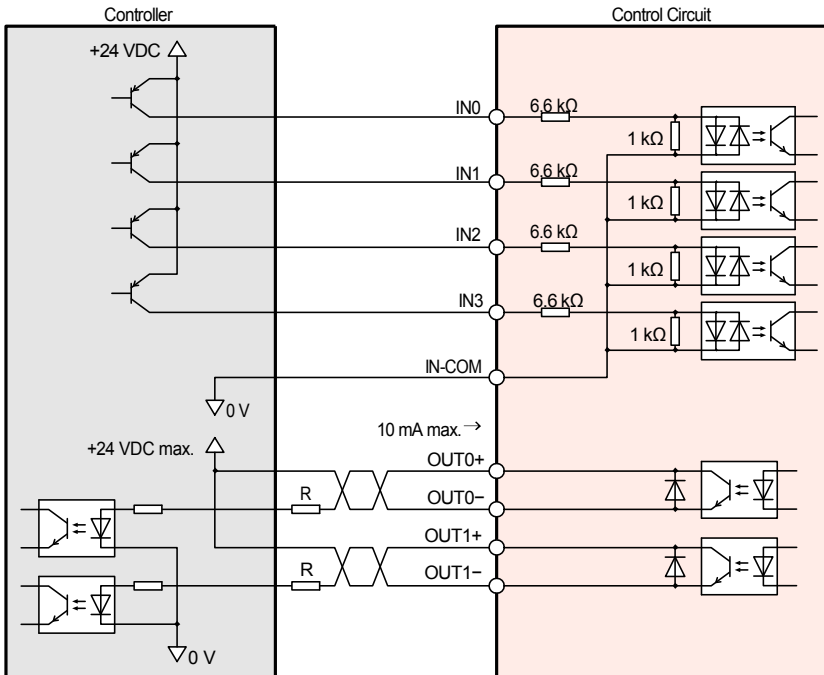 Controller
Control Circuit
+24 VDC
IN0
6.6 kΩ
1 kΩ
IN1
6.6 kΩ
1 kΩ
IN2
6.6 kΩ
1 kΩ
IN3
6.6 kΩ
1 kΩ
IN-COM
0 V
10 mA max.→
+24 VDC max.
OUT0+
R
OUT0−
OUT1+
R
OUT1−
0 V